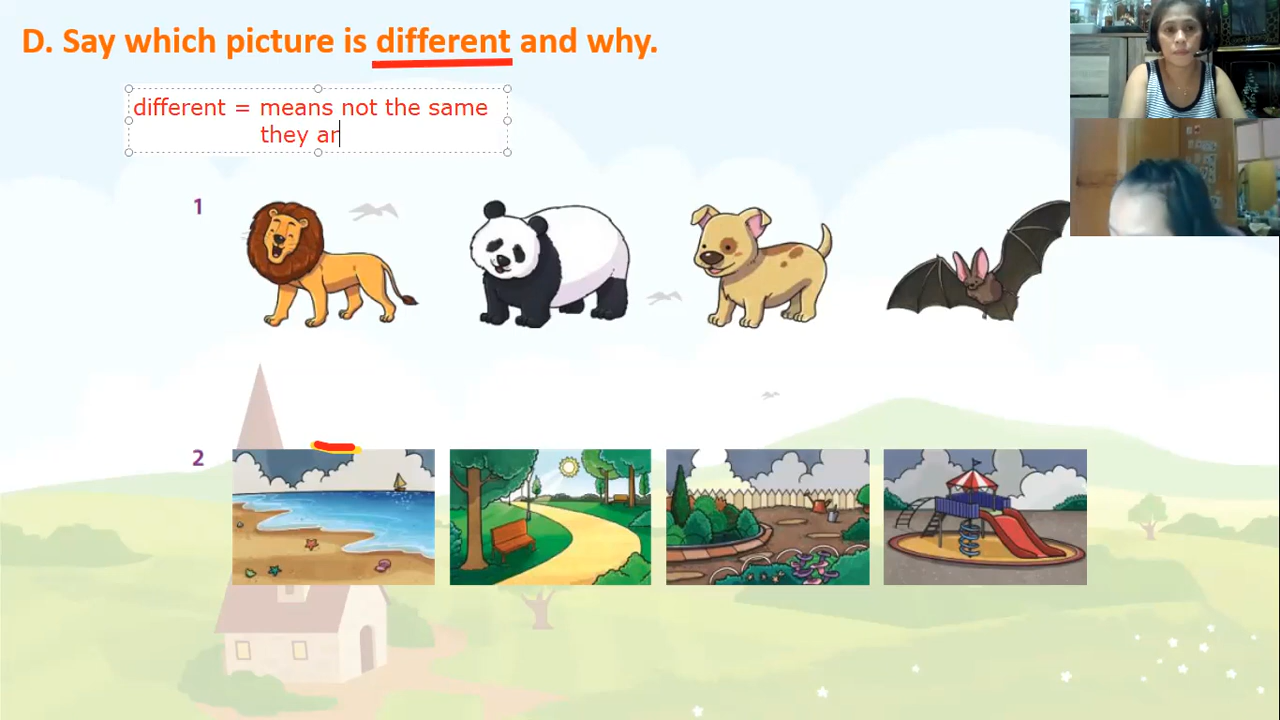 D. Say which picture is different and why.
different = means not the same
they ar
1
2